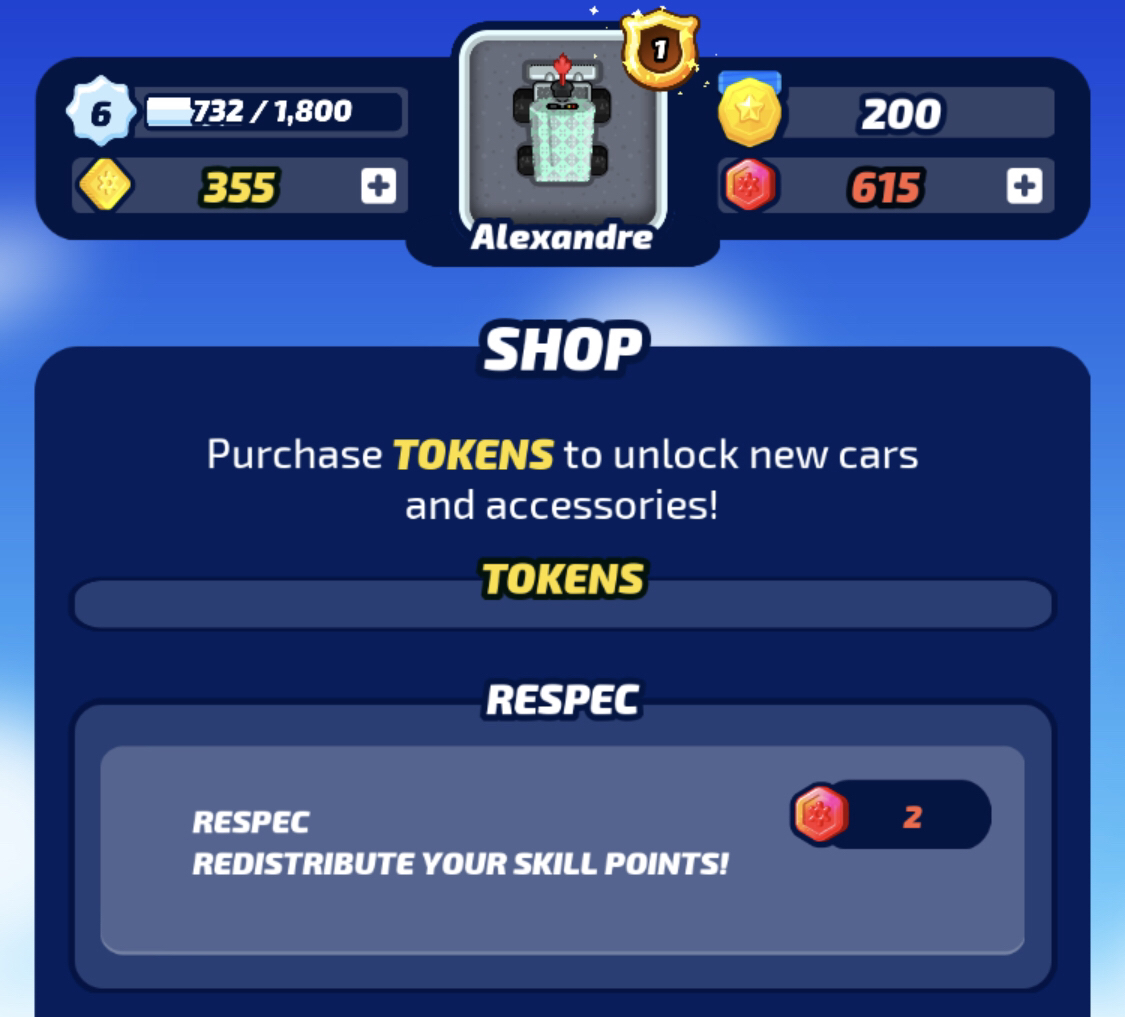 1
6
732 / 1,800
200
355
615
Alexandre
SHOP
Purchase TOKENS to unlock new cars
and accessories!
TOKENS
RESPEC
RESPEC
2
REDISTRIBUTE YOUR SKILL POINTS!